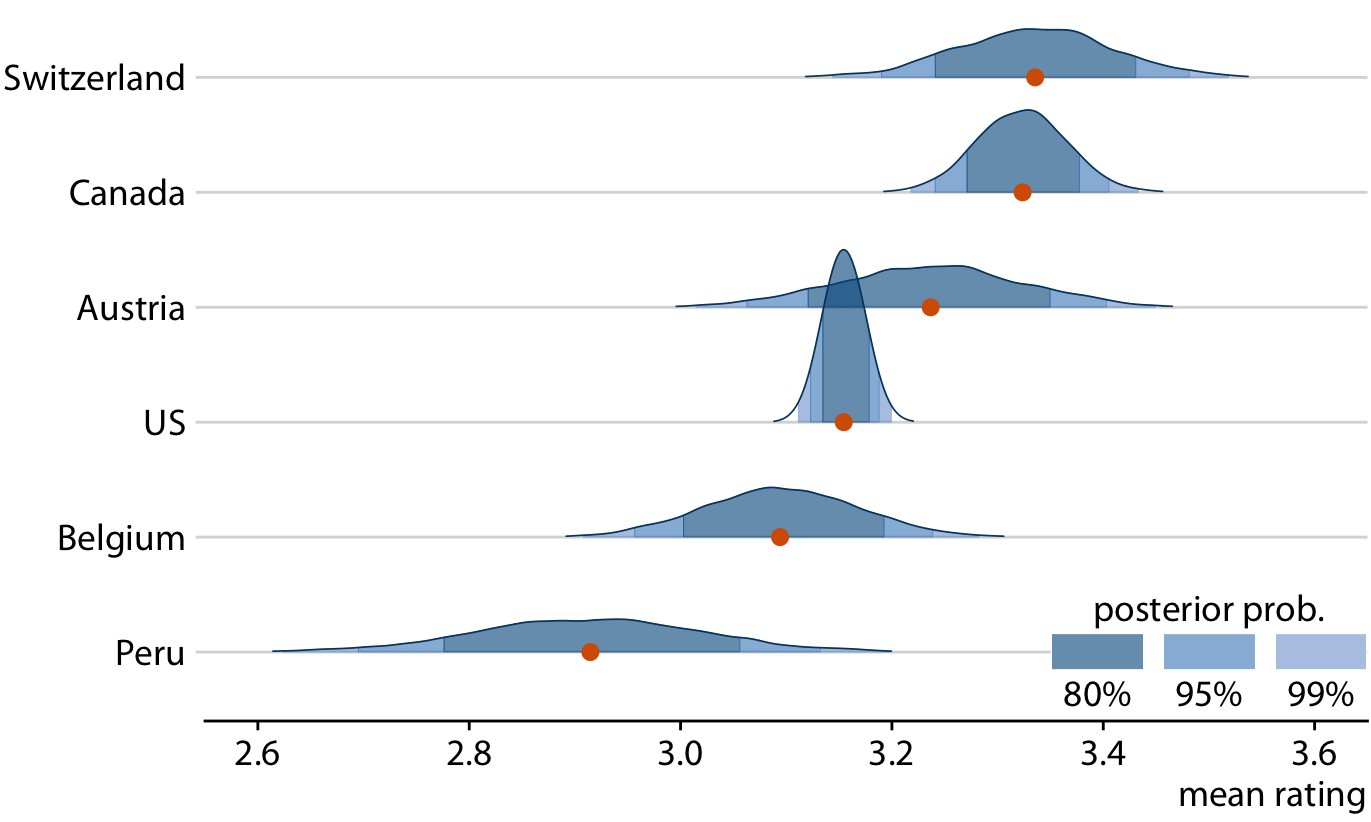 Switzerland
Canada
Austria
US
Belgium
Peru
posterior prob.
80% 95% 99%
2.6 2.8 3.0 3.2 3.4 3.6
mean rating